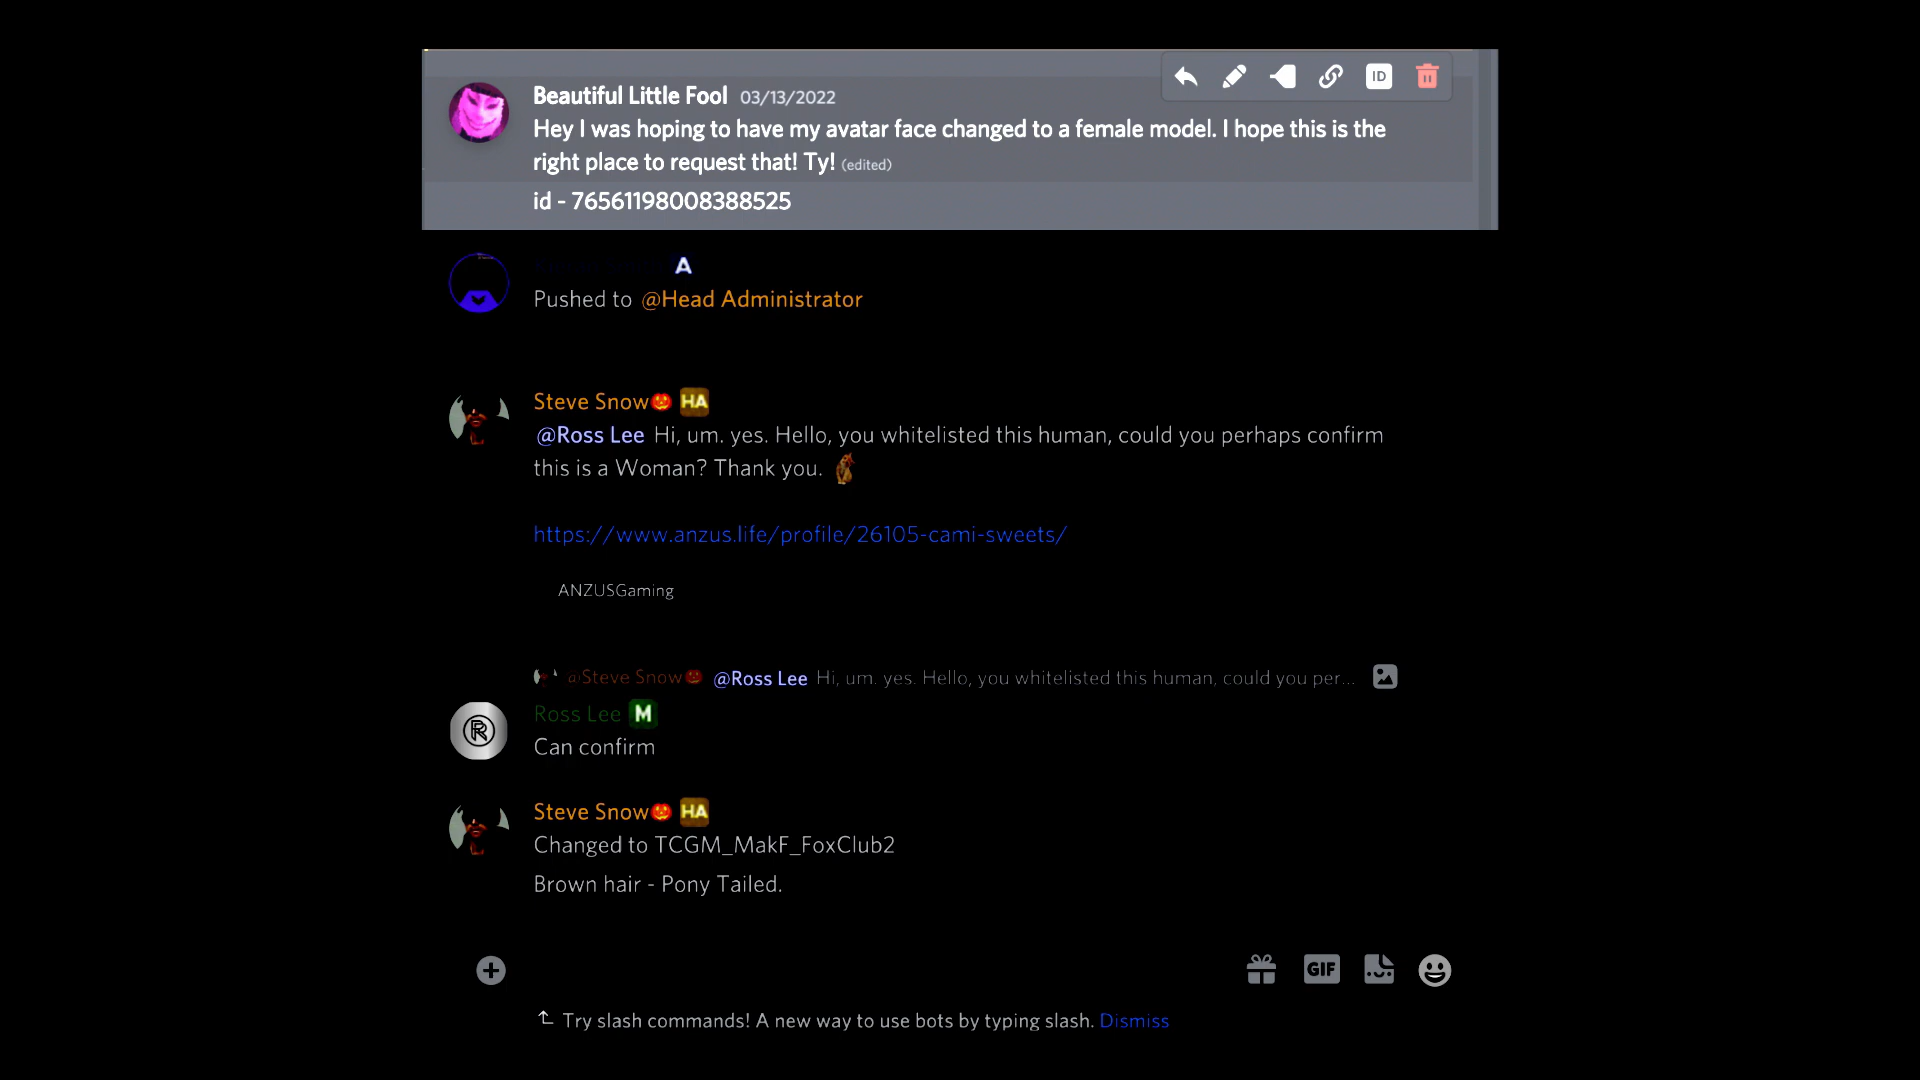 Beautiful Little Fool 03/13/2022
Hey I was hoping to have my avatar face changed to a female model. I hope this is the
right place to request that! Ty! (edited)
id - 76561198008388525
ID
A
Pushed to @Head Administrator
Steve Snow HA
@Ross Lee Hi, um. yes. Hello, you whitelisted this human, could you perhaps confirm
this is a Woman? Thank you.
https://www.anzus.life/profile/26105-cami-sweets/
ANZUSGaming
@Steve Snow @Ross Lee Hi, um. yes. Hello, you whitelisted this human, could you per...
Ross Lee M
Can confirm
Steve Snow HA
Changed to TCGM_MakF_FoxClub2
Brown hair - Pony Tailed.
GIF
Try slash commands! A new way to use bots by typing slash. Dismiss